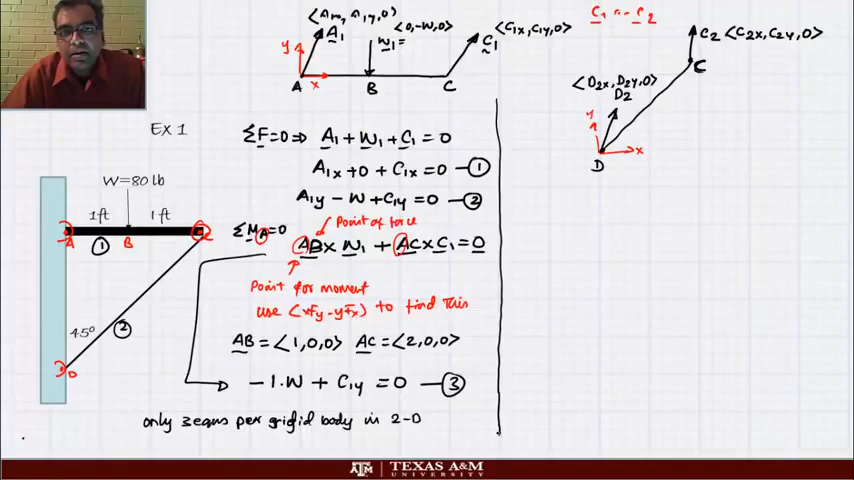 <A1x, A1y, 0>
A1
<0,-W,0>
W1=
<C1x, C1y, 0>
C1
y
x
A
B
C
C1 = -C2
C2 <C2x, C2y, 0>
C
<D2x, D2y, 0>
D2
y
x
D
Ex 1
ΣF=0 ⇒ A1 + W1 + C1 = 0
A1x + 0 + C1x = 0 — 1
A1y - W + C1y = 0 — 2
Point of force
ΣMA=0
AB x W1 + AC x C1 = 0
Point for moment
use (xFy - yFx) to find this
AB = <1,0,0> AC = <2,0,0>
-1.W + C1y = 0 — 3
only 3 eqns per rigid body in 2-D
W=80 lb
1ft
1ft
A
1
B
C
45°
2
D
ATM
TEXAS A&M
UNIVERSITY